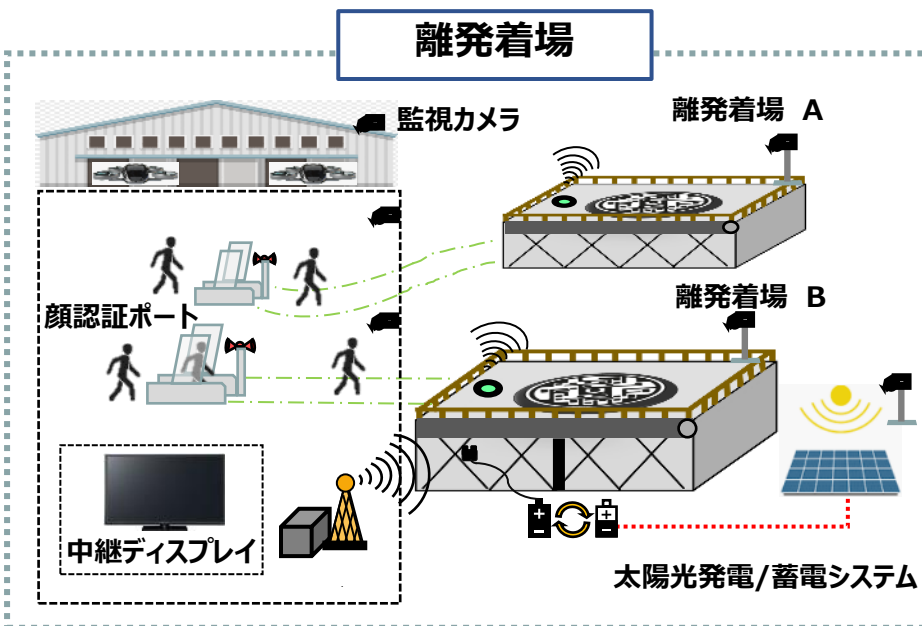 離発着場
監視カメラ
離発着場 A
顔認証ポート
離発着場 B
中継ディスプレイ
太陽光発電/蓄電システム